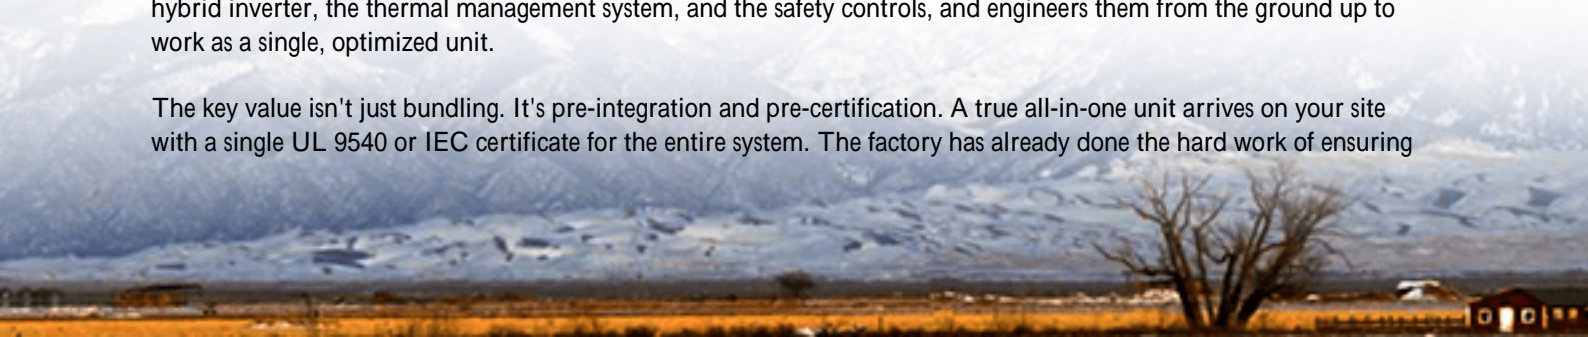 hybrid inverter, the thermal management system, and the safety controls, and engineers them from the ground up to
work as a single, optimized unit.
The key value isn't just bundling. It's pre-integration and pre-certification. A true all-in-one unit arrives on your site
with a single UL 9540 or IEC certificate for the entire system. The factory has already done the hard work of ensuring